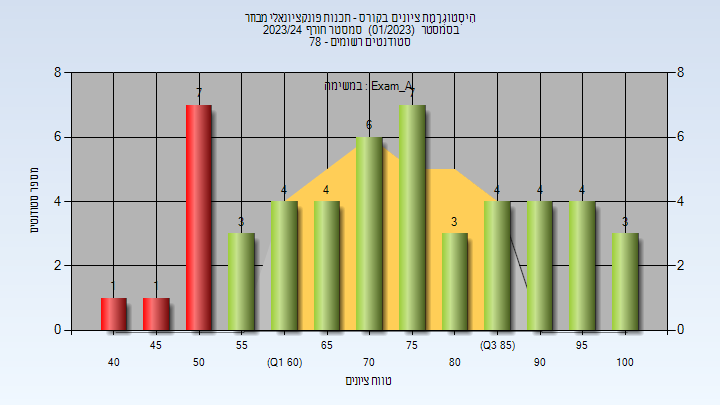 היסטוגרמת ציונים בקורס - תכנות פונקציונאלי מבחר
בסמסטר (01/2023) סמסטר חורף 2023/24
סטודנטים רשומים - 78
במשימה : Exam_A
מספר סטודנטים
8 8
6 6
4 4
2 2
0 0
1 1 7 3 4 4 6 7 3 4 4 4 3
45 55 65 75 (Q3 85) 95
40 50 (Q1 60) 70 80 90 100
טווח ציונים